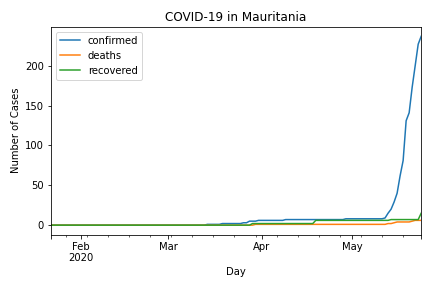 COVID-19 in Mauritania
confirmed
deaths
recovered
Number of Cases
200
150
100
50
0
Feb
2020
Mar
Apr
May
Day